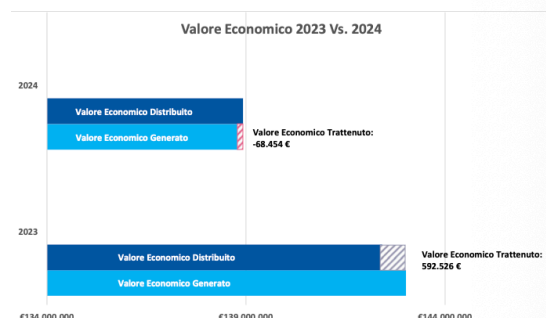 Valore Economico 2023 Vs. 2024
2024
Valore Economico Distribuito
Valore Economico Generato
Valore Economico Trattenuto:
-68.454 €
2023
Valore Economico Distribuito
Valore Economico Trattenuto:
592.526 €
Valore Economico Generato
€134.000.000 €139.000.000 €144.000.000